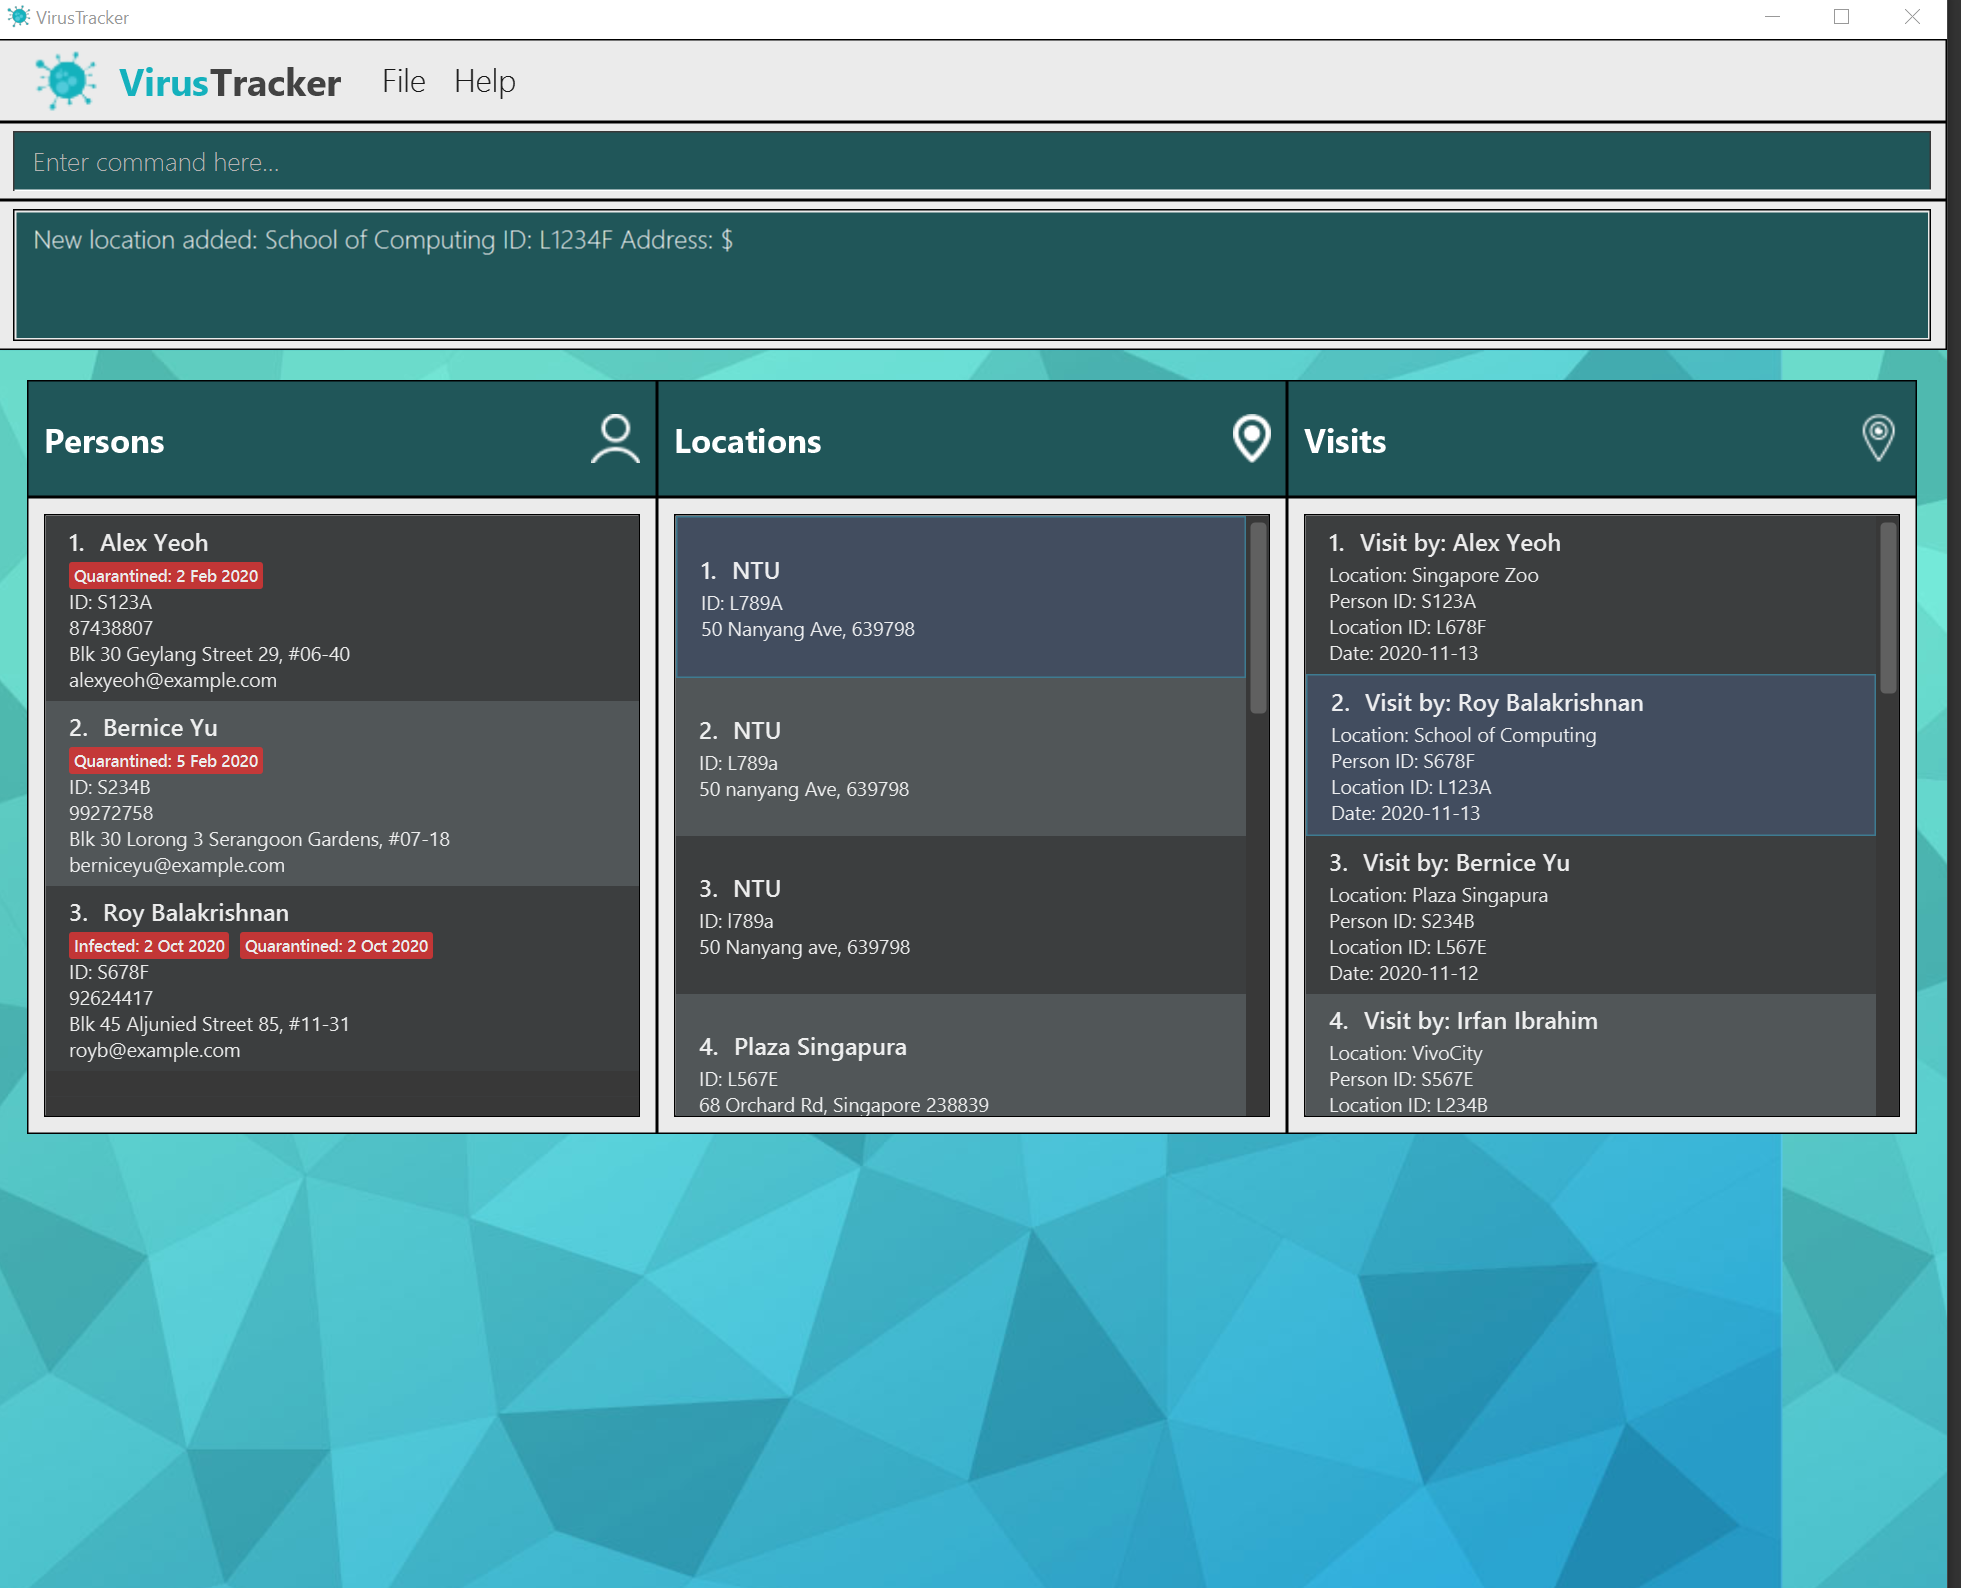 VirusTracker
VirusTracker File Help
Enter command here...
New location added: School of Computing ID: L1234F Address: $
Persons
1. Alex Yeoh
Quarantined: 2 Feb 2020
ID: S123A
87438807
Blk 30 Geylang Street 29, #06-40
alexyeoh@example.com
2. Bernice Yu
Quarantined: 5 Feb 2020
ID: S234B
99272758
Blk 30 Lorong 3 Serangoon Gardens, #07-18
berniceyu@example.com
3. Roy Balakrishnan
Infected: 2 Oct 2020 Quarantined: 2 Oct 2020
ID: S678F
92624417
Blk 45 Aljunied Street 85, #11-31
royb@example.com
Locations
1. NTU
ID: L789A
50 Nanyang Ave, 639798
2. NTU
ID: L789a
50 nanyang Ave, 639798
3. NTU
ID: l789a
50 Nanyang ave, 639798
4. Plaza Singapura
ID: L567E
68 Orchard Rd, Singapore 238839
Visits
1. Visit by: Alex Yeoh
Location: Singapore Zoo
Person ID: S123A
Location ID: L678F
Date: 2020-11-13
2. Visit by: Roy Balakrishnan
Location: School of Computing
Person ID: S678F
Location ID: L123A
Date: 2020-11-13
3. Visit by: Bernice Yu
Location: Plaza Singapura
Person ID: S234B
Location ID: L567E
Date: 2020-11-12
4. Visit by: Irfan Ibrahim
Location: VivoCity
Person ID: S567E
Location ID: L234B